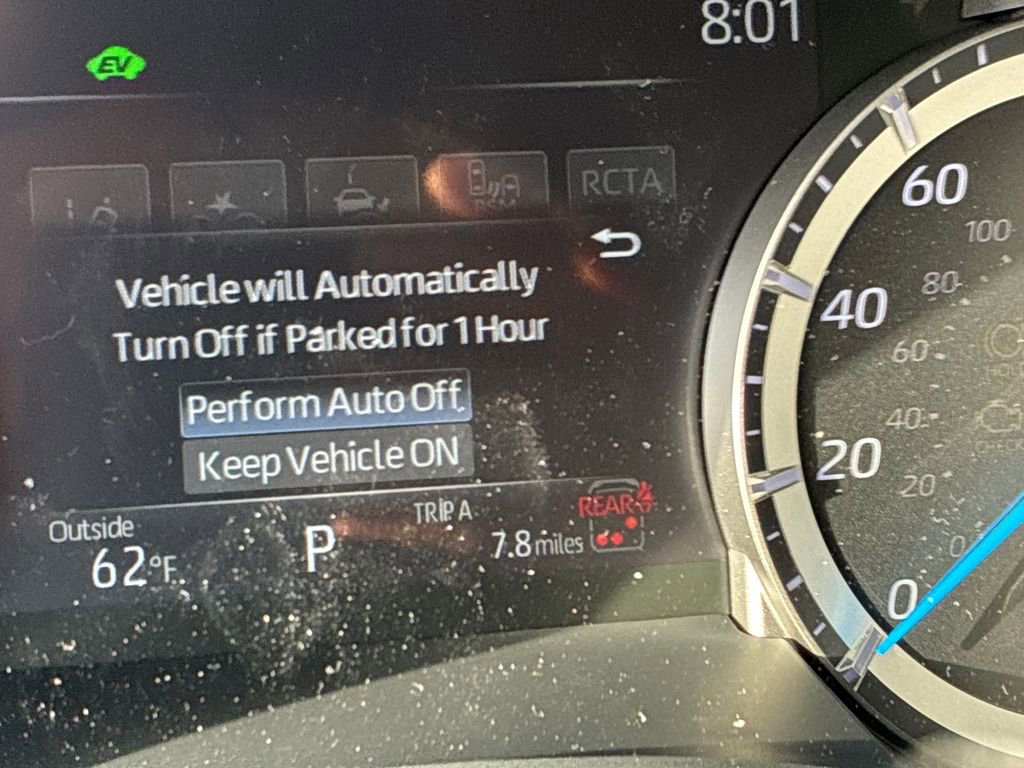 8:01
EV
RCTA
Vehicle will Automatically
Turn Off if Parked for 1 Hour
Perform Auto Off
Keep Vehicle ON
Outside
62°F
P
TRIP A
7.8 miles
REAR
60
100
40
80
60
40
20
20
0
0